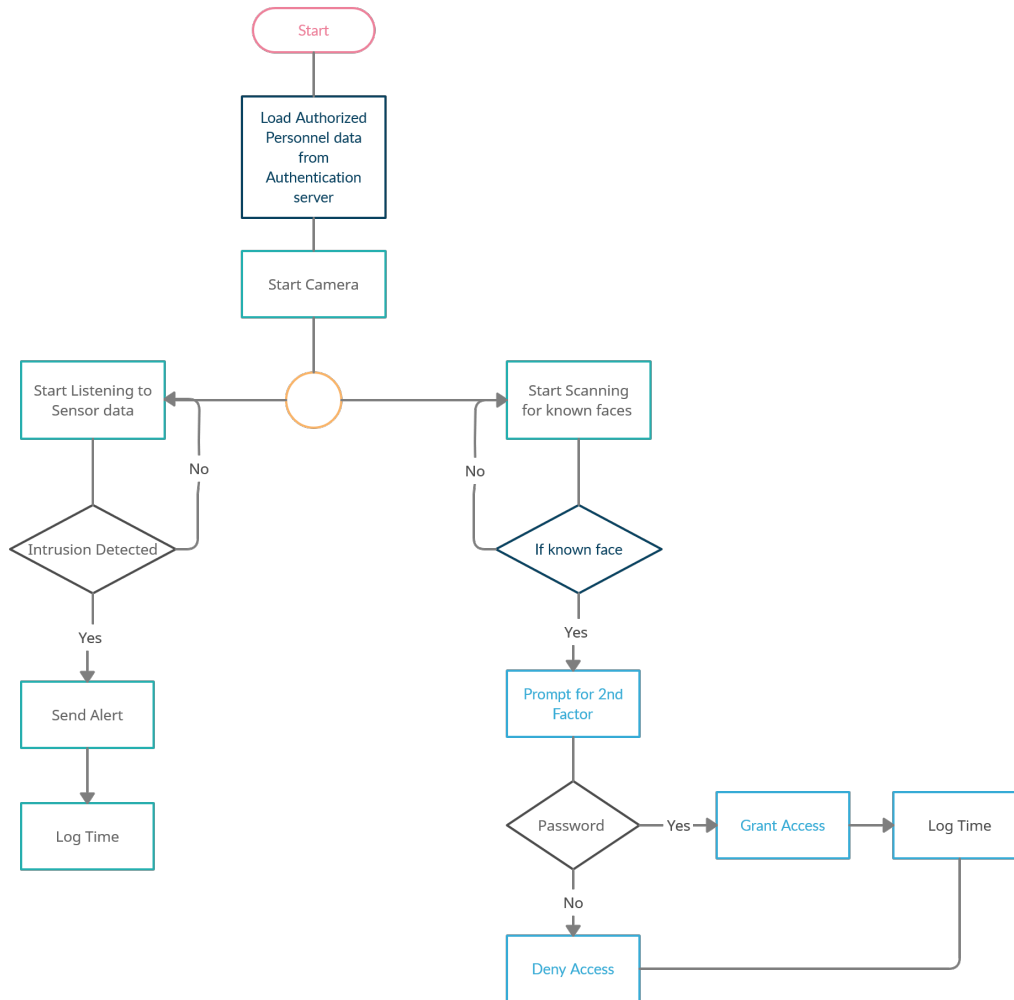 Start
Load Authorized
Personnel data
from
Authentication
server
Start Camera
Start Listening to
Sensor data
Start Scanning
for known faces
No
No
Intrusion Detected
If known face
Yes
Yes
Prompt for 2nd
Factor
Send Alert
Password
Yes
Grant Access
Log Time
Log Time
No
Deny Access